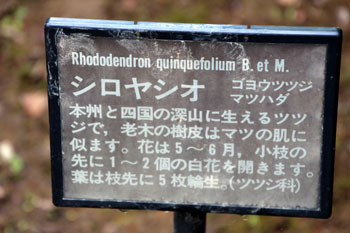 Rhododendron quinquefolium B. et M.
シロヤシオ ゴヨウツツジ
マツハダ
本州と四国の深山に生えるツツ
ジで，老木の樹皮はマツの肌に
似ます。花は５～６月，小枝の
先に１～２個の白花を開きます。
葉は枝先に５枚輪生。(ツツジ科)